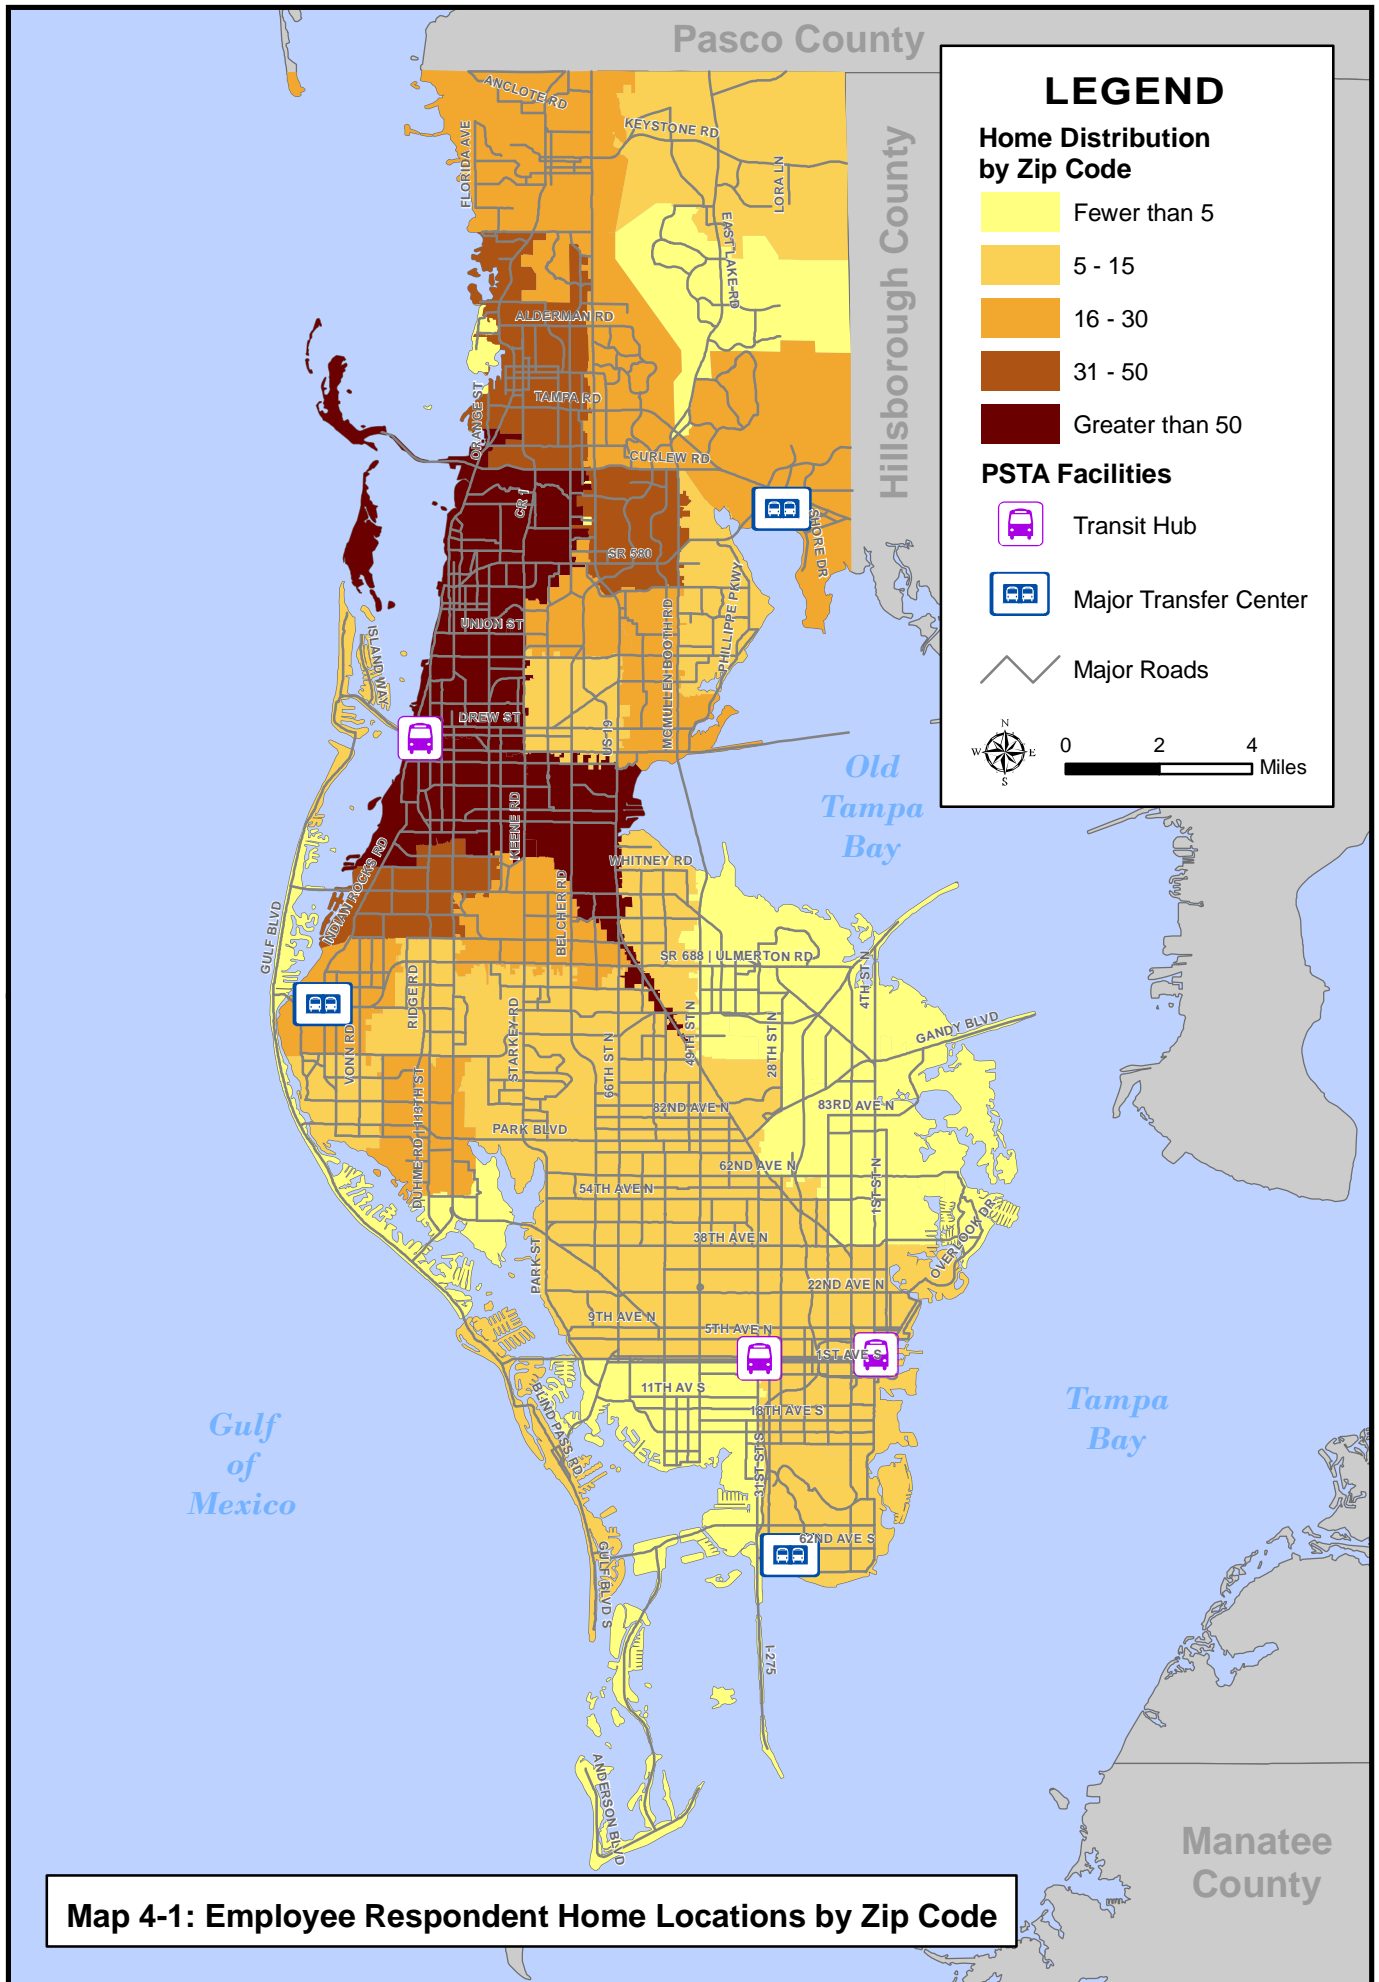 Pasco County
Hillsborough County
LEGEND
Home Distribution
by Zip Code
Fewer than 5
5 - 15
16 - 30
31 - 50
Greater than 50
PSTA Facilities
Transit Hub
Major Transfer Center
Major Roads
N
W E
S
0 2 4
Miles
ANCLOTE RD
KEYSTONE RD
FLORIDA AVE
LORA LN
EAST LAKE RD
ALDERMAN RD
TAMPA RD
ORANGE ST
CURLEW RD
CR 1
SHORE DR
SR 580
PHILLIPPE PKWY
UNION ST
ISLAND WAY
MCMULLEN BOOTH RD
DREW ST
US 19
Old
Tampa
Bay
KEENE RD
INDIAN ROCKS RD
WHITNEY RD
BELCHER RD
GULF BLVD
SR 688 | ULMERTON RD
4TH ST N
RIDGE RD
STARKEY RD
VONN RD
66TH ST N
49TH ST N
28TH ST N
GANDY BLVD
DUHME RD | 113TH ST
82ND AVE N
83RD AVE N
PARK BLVD
62ND AVE N
54TH AVE N
1ST ST N
38TH AVE N
OVERLOOK DR
PARK ST
22ND AVE N
9TH AVE N
5TH AVE N
1ST AVE S
11TH AV S
BLIND PASS RD
18TH AVE S
31ST ST S
Gulf
of
Mexico
Tampa
Bay
62ND AVE S
GULF BLVD S
I-275
ANDERSON BLVD
Manatee
County
Map 4-1: Employee Respondent Home Locations by Zip Code